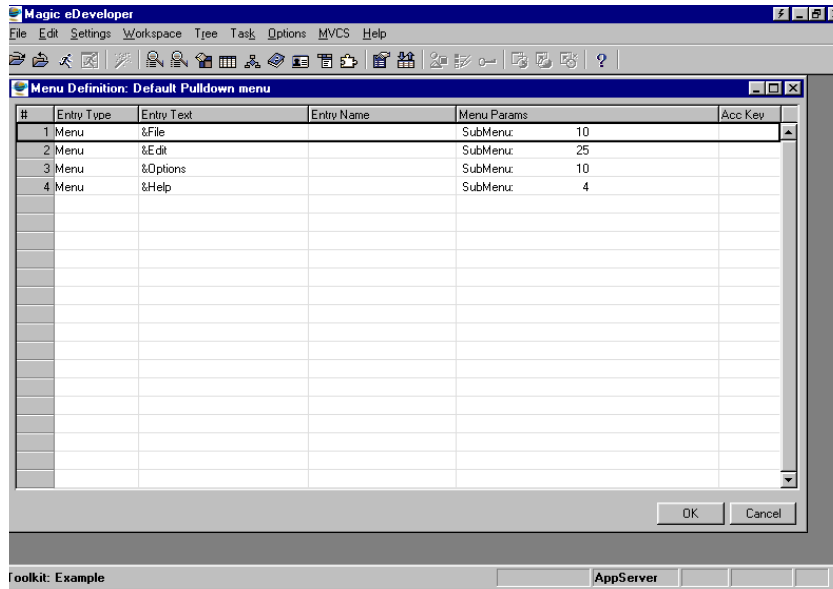 Magic eDeveloper
File Edit Settings Workspace Tree Task Options MVCS Help
Menu Definition: Default Pulldown menu
# Entry Type Entry Text Entry Name Menu Params Acc Key
1 Menu &File SubMenu: 10
2 Menu &Edit SubMenu: 25
3 Menu &Options SubMenu: 10
4 Menu &Help SubMenu: 4
OK Cancel
Toolkit: Example AppServer